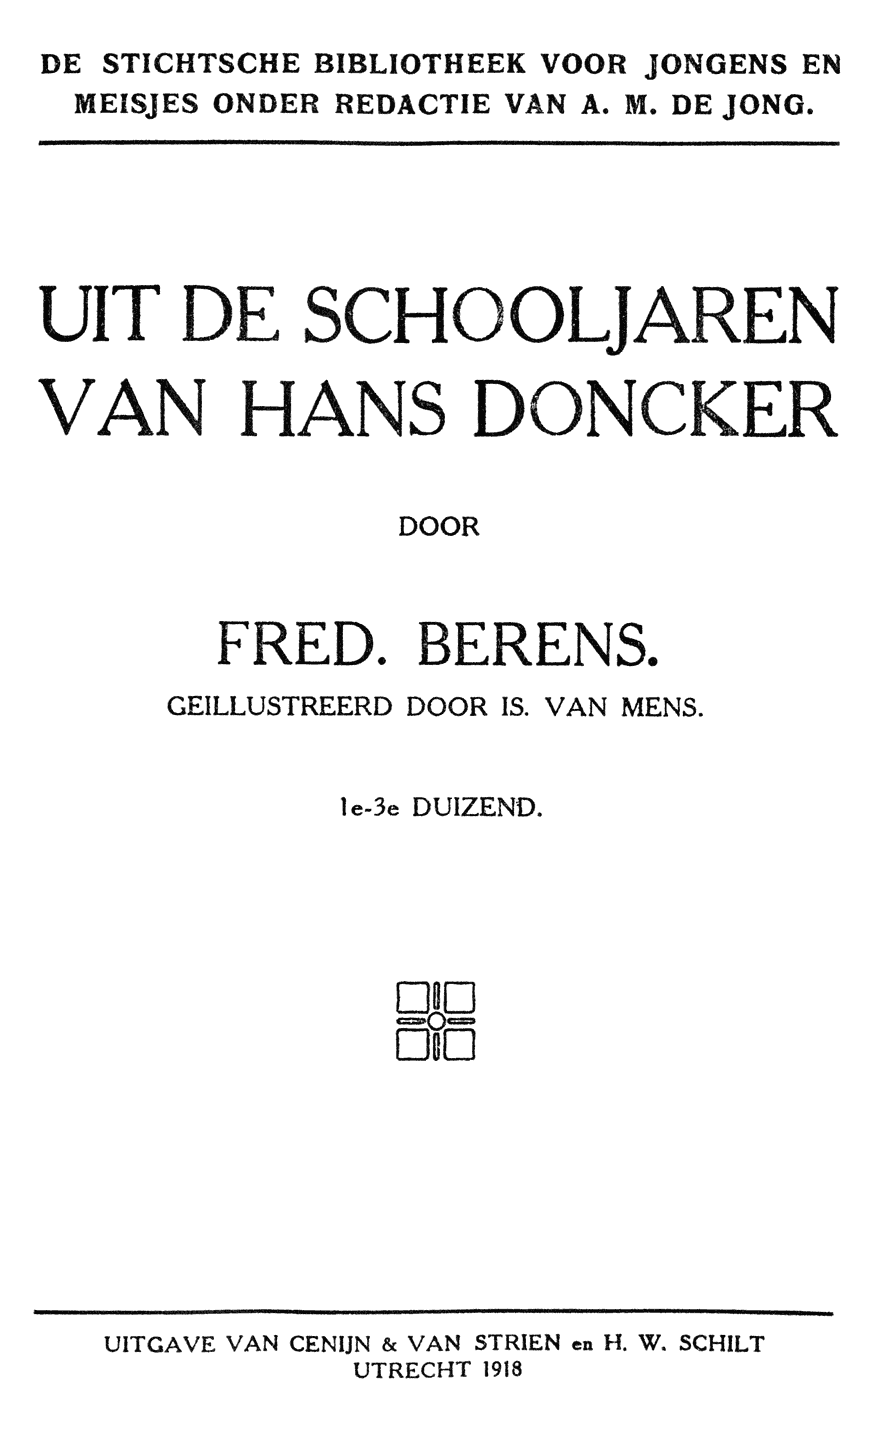 DE STICHTSCHE BIBLIOTHEEK VOOR JONGENS EN
MEISJES ONDER REDACTIE VAN A. M. DE JONG.
UIT DE SCHOOLJAREN
VAN HANS DONCKER
DOOR
FRED. BERENS.
GEILLUSTREERD DOOR IS. VAN MENS.
1e-3e DUIZEND.
UITGAVE VAN CENIJN & VAN STRIEN en H. W. SCHILT
UTRECHT 1918